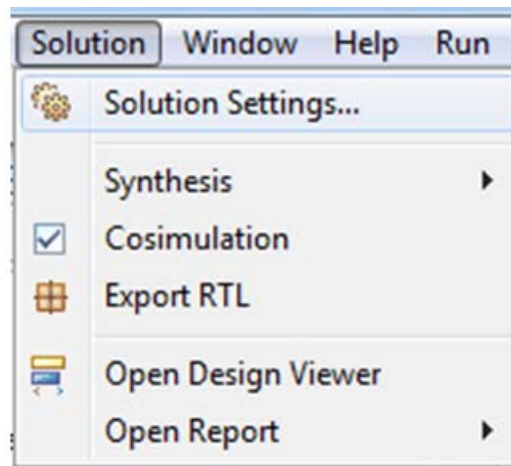 Solution Window Help Run
Solution Settings...
Synthesis
Cosimulation
Export RTL
Open Design Viewer
Open Report